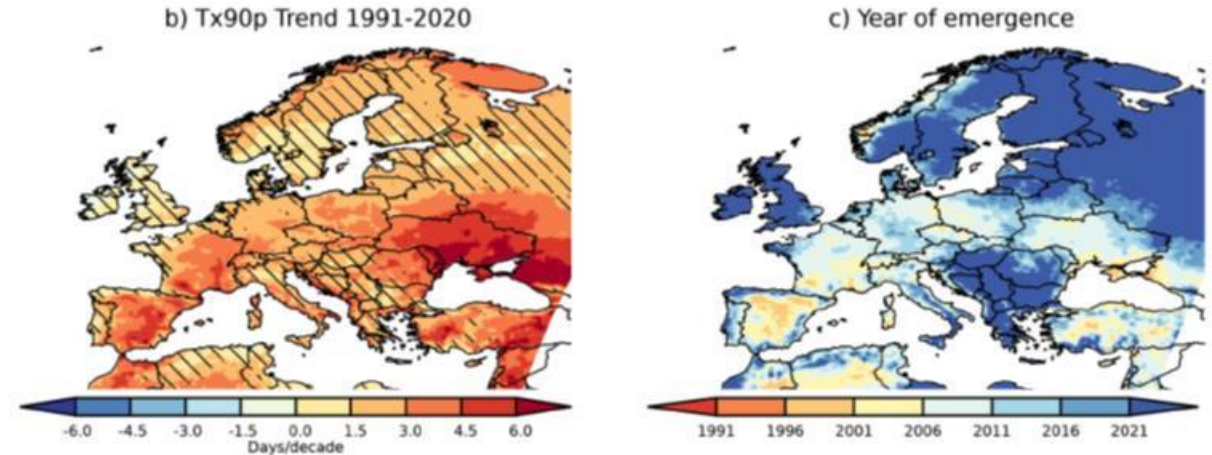 b) Tx90p Trend 1991-2020
c) Year of emergence
-6.0 -4.5 -3.0 -1.5 0.0 1.5 3.0 4.5 6.0
Days/decade
1991 1996 2001 2006 2011 2016 2021